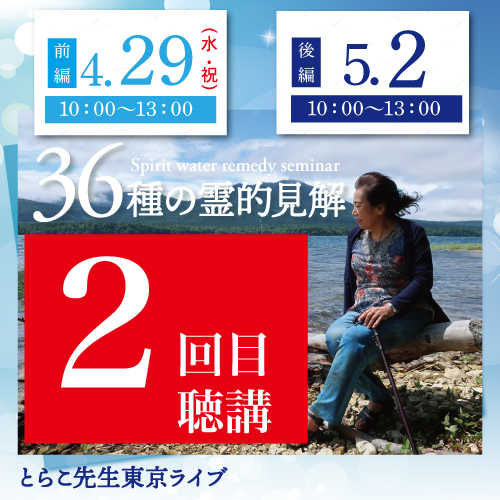 前編
4.29
(水・祝)
10：00〜13：00
後編
5.2
10：00〜13：00
Spirit water remedy seminar
36種の霊的見解
2回目
聴講
とらこ先生東京ライブ